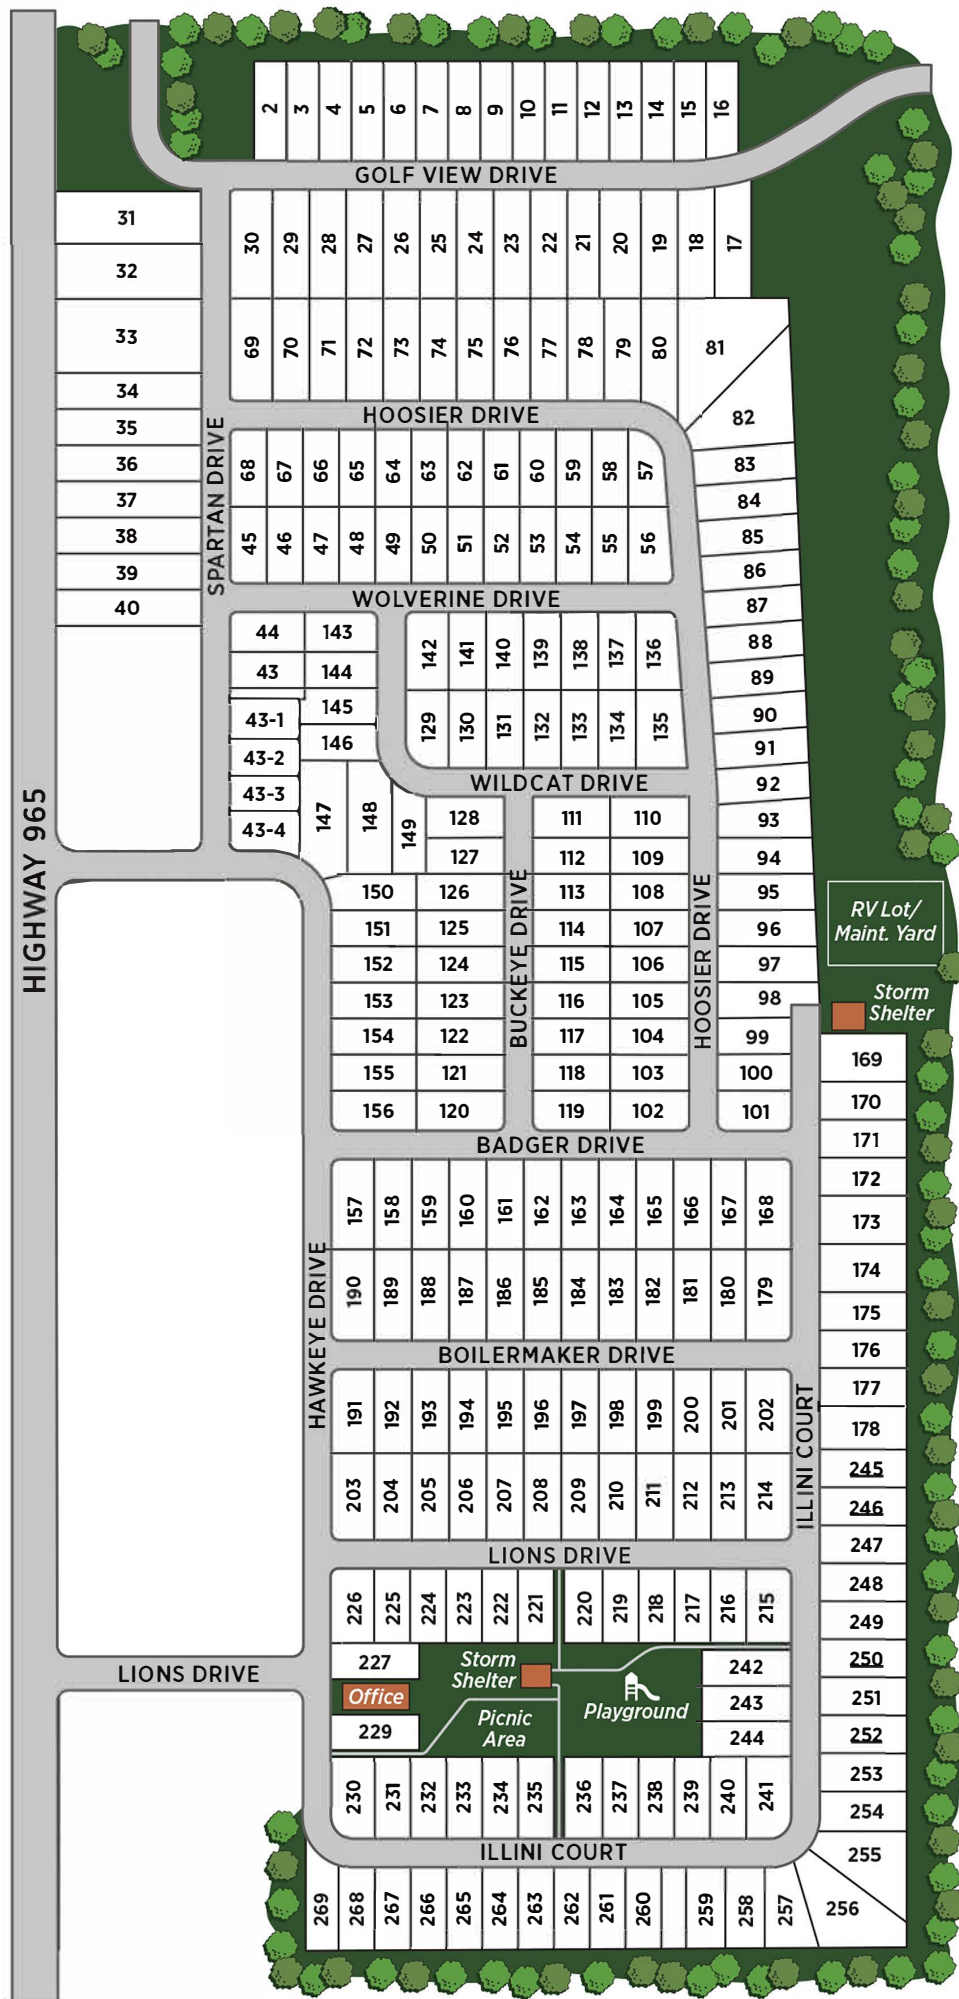 2 3 4 5 6 7 8 9 10 11 12 13 14 15 16
GOLF VIEW DRIVE
31
32
33
34
35
36
37
38
39
40
30 29 28 27 26 25 24 23 22 21 20 19 18 17
69 70 71 72 73 74 75 76 77 78 79 80 81
82
HOOSIER DRIVE
SPARTAN DRIVE
68 67 66 65 64 63 62 61 60 59 58 57
45 46 47 48 49 50 51 52 53 54 55 56
83
84
85
86
87
88
89
90
91
92
93
94
95
96
97
98
99
100
101
WOLVERINE DRIVE
44 143
43 144
43-1 145
43-2 146
43-3
43-4
147 148 149
142 141 140 139 138 137 136
129 130 131 132 133 134 135
WILDCAT DRIVE
HIGHWAY 965
128
127
150 126
151 125
152 124
153 123
154 122
155 121
156 120
BUCKEYE DRIVE
111 110
112 109
113 108
114 107
115 106
116 105
117 104
118 103
119 102
HOOSIER DRIVE
RV Lot/
Maint. Yard
Storm
Shelter
BADGER DRIVE
169
170
171
172
173
174
175
176
177
178
245
246
247
248
249
250
251
252
253
254
255
256
157 158 159 160 161 162 163 164 165 166 167 168
190 189 188 187 186 185 184 183 182 181 180 179
HAWKEYE DRIVE
BOILERMAKER DRIVE
191 192 193 194 195 196 197 198 199 200 201 202
203 204 205 206 207 208 209 210 211 212 213 214
ILLINI COURT
LIONS DRIVE
226 225 224 223 222 221 220 219 218 217 216 215
227
Office
229
Storm
Shelter
Picnic
Area
Playground
242
243
244
LIONS DRIVE
230 231 232 233 234 235 236 237 238 239 240 241
ILLINI COURT
269 268 267 266 265 264 263 262 261 260 259 258 257